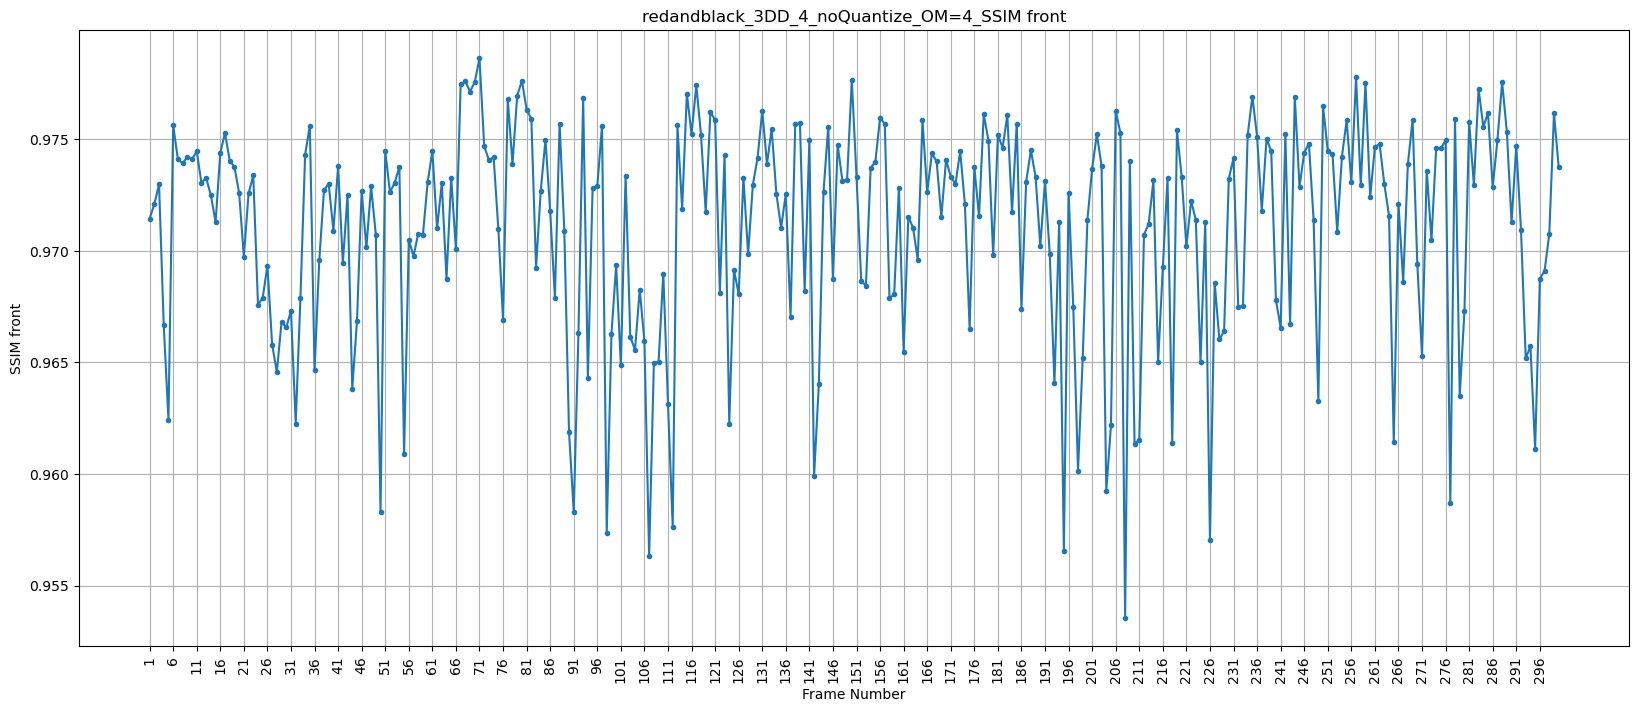 redandblack_3DD_4_noQuantize_OM=4_SSIM front
SSIM front
0.975
0.970
0.965
0.960
0.955
1 6 11 16 21 26 31 36 41 46 51 56 61 66 71 76 81 86 91 96 101 106 111 116 121 126 131 136 141 146 151 156 161 166 171 176 181 186 191 196 201 206 211 216 221 226 231 236 241 246 251 256 261 266 271 276 281 286 291 296
Frame Number